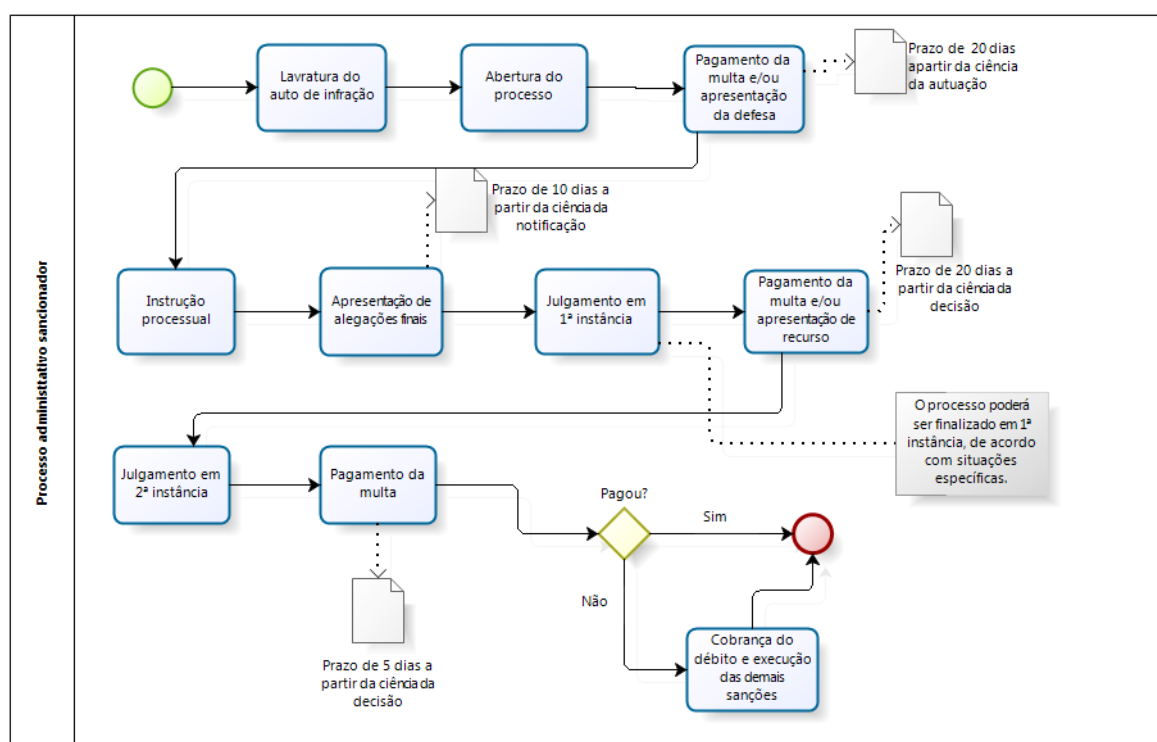 Processo administtativo sancionador
Lavratura do
auto de infração
Abertura do
processo
Pagamento da
multa e/ou
apresentação
da defesa
Prazo de 20 dias
apartir da ciência
da autuação
Prazo de 10 dias a
partir da ciência da
notificação
Instrução
processual
Apresentação de
alegações finais
Julgamento em
1ª instância
Pagamento da
multa e/ou
apresentação de
recurso
Prazo de 20 dias a
partir da ciência da
decisão
O processo poderá
ser finalizado em 1ª
instância, de acordo
com situações
específicas.
Julgamento em
2ª instância
Pagamento da
multa
Pagou?
Sim
Não
Prazo de 5 dias a
partir da ciência da
decisão
Cobrança do
débito e execução
das demais
sanções